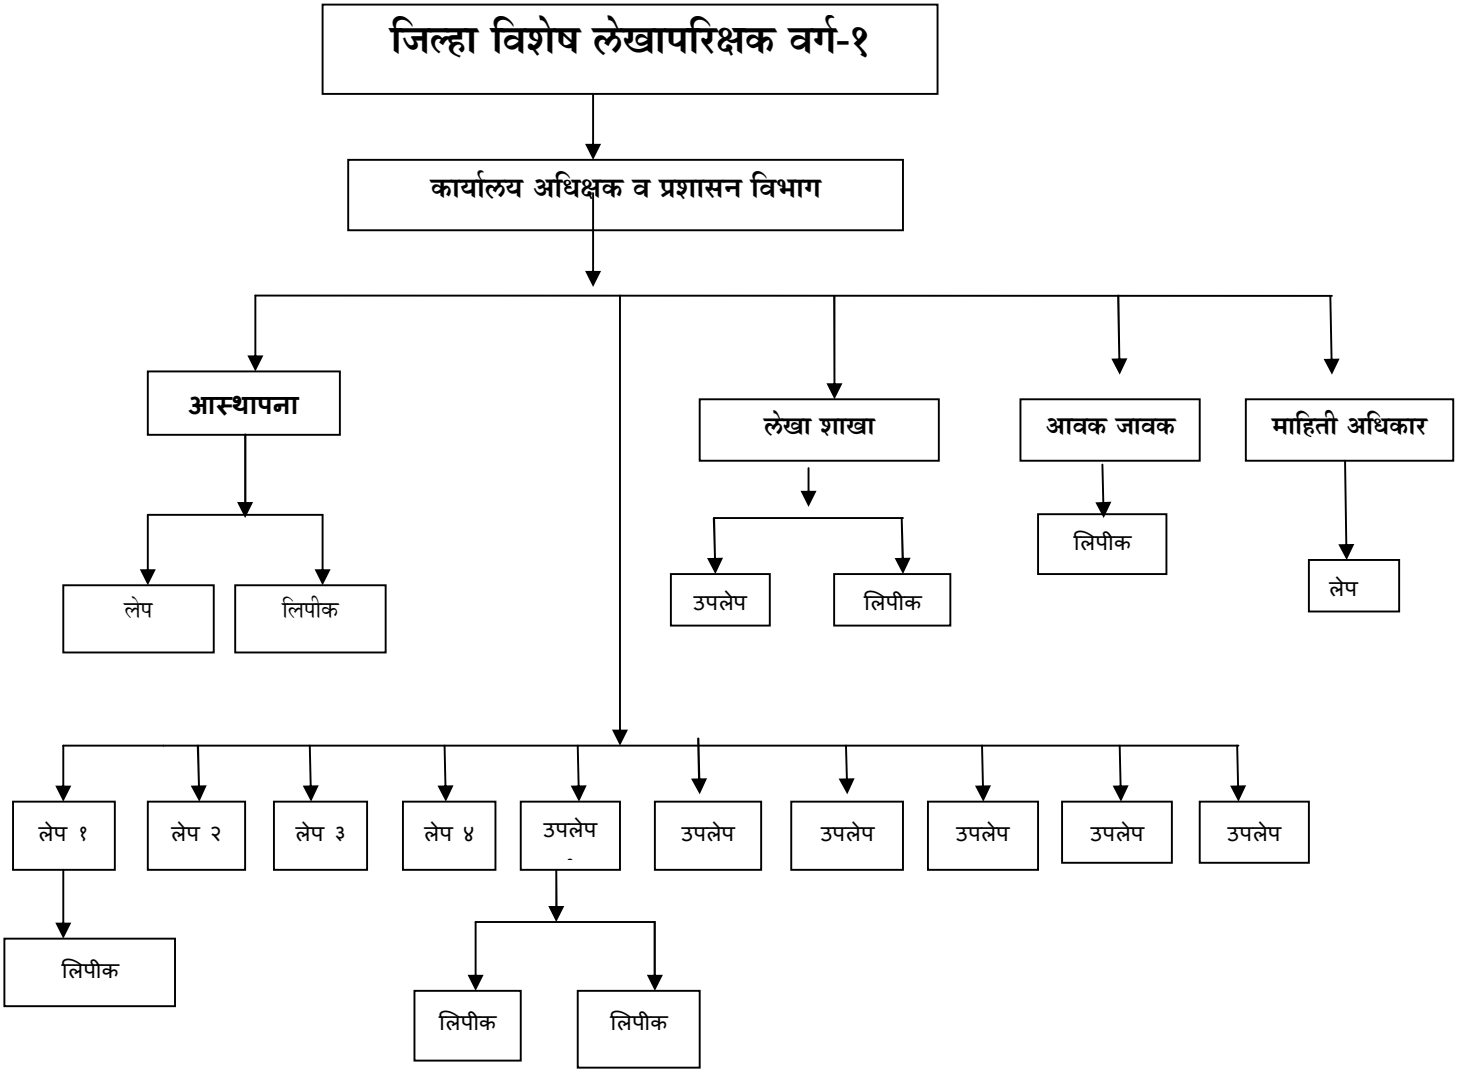 जिल्हा विशेष लेखापरिक्षक वर्ग-१
कार्यालय अधिक्षक व प्रशासन विभाग
आस्थापना
लेखा शाखा
आवक जावक
माहिती अधिकार
लेप
लिपीक
उपलेप
लिपीक
लिपीक
लेप
लेप १
लेप २
लेप ३
लेप ४
उपलेप
-
उपलेप
उपलेप
उपलेप
उपलेप
उपलेप
लिपीक
लिपीक
लिपीक